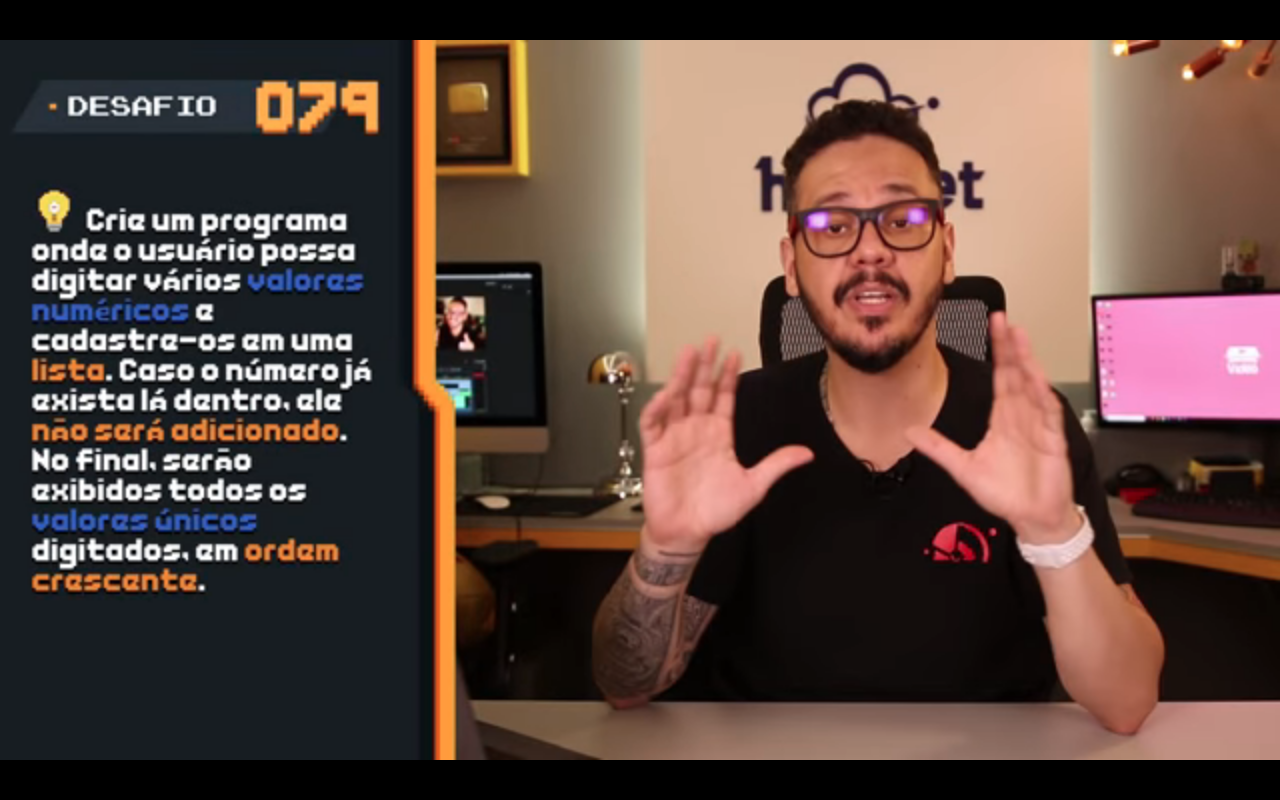 DESAFIO 079
Crie um programa
onde o usuário possa
digitar vários valores
numéricos e
cadastre-os em uma
lista. Caso o número já
exista lá dentro, ele
não será adicionado.
No final, serão
exibidos todos os
valores únicos
digitados, em ordem
crescente.